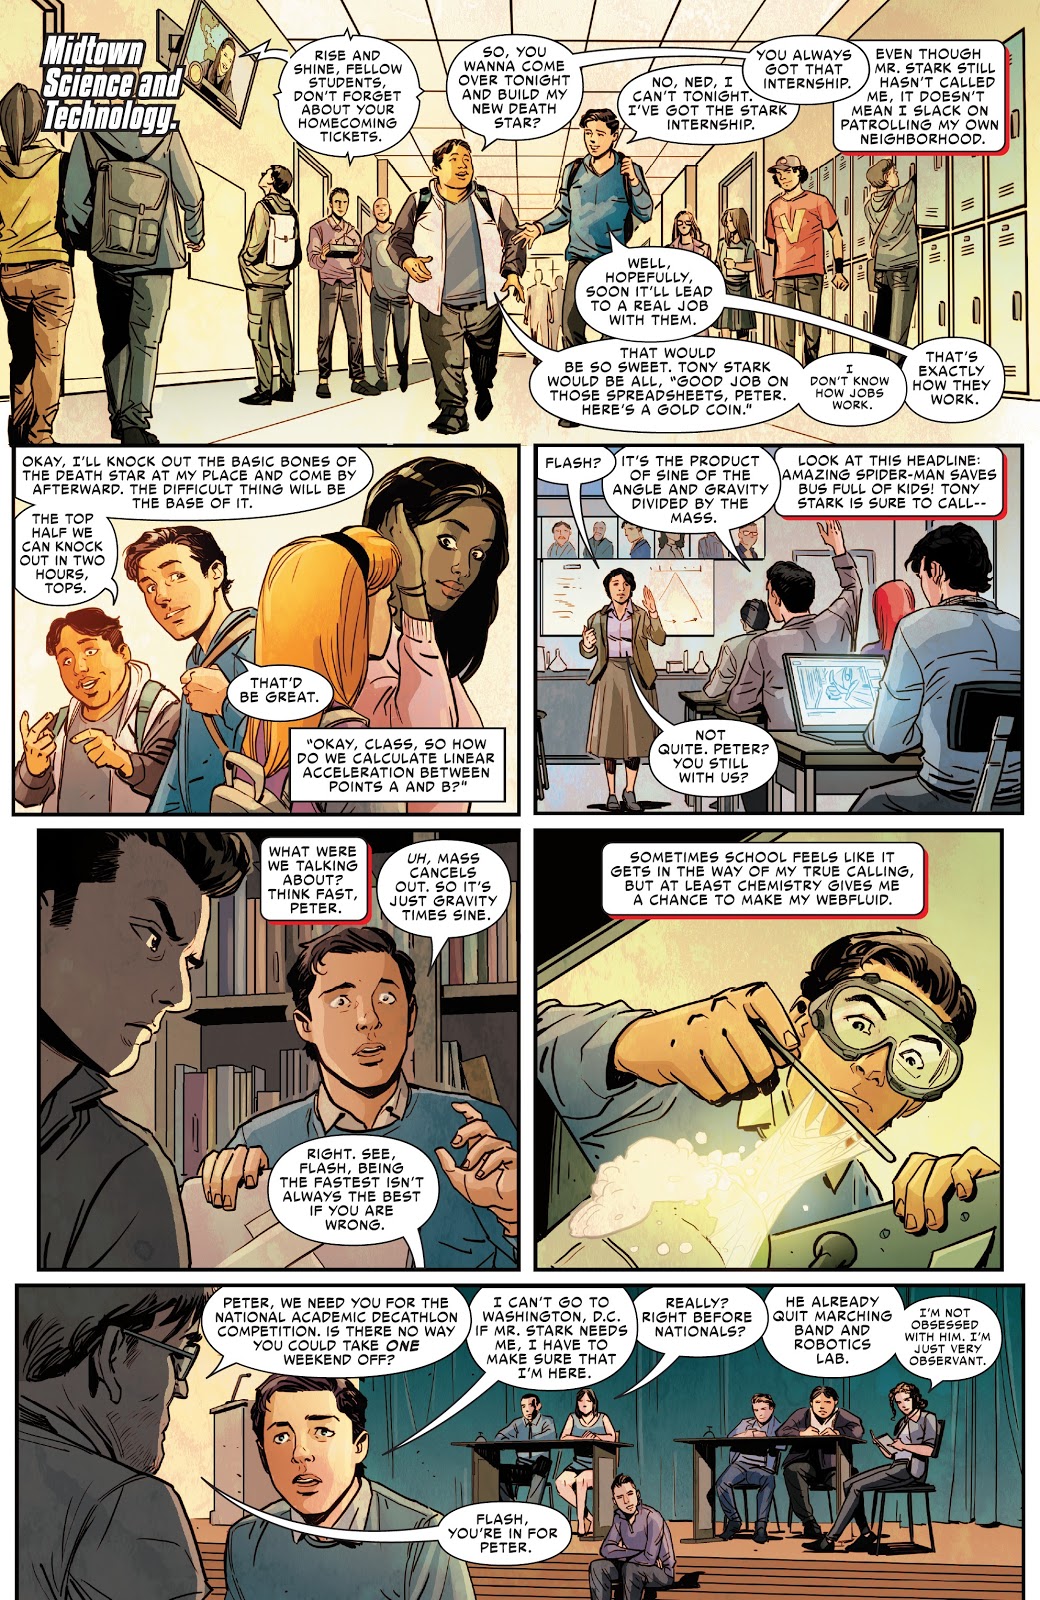 Midtown
Science and
Technology.
RISE AND
SHINE, FELLOW
STUDENTS,
DON'T FORGET
ABOUT YOUR
HOMECOMING
TICKETS.
SO, YOU
WANNA COME
OVER TONIGHT
AND BUILD MY
NEW DEATH
STAR?
NO, NED, I
CAN'T TONIGHT.
I'VE GOT THE STARK
INTERNSHIP.
YOU ALWAYS
GOT THAT
INTERNSHIP.
EVEN THOUGH
MR. STARK STILL
HASN'T CALLED
ME, IT DOESN'T
MEAN I SLACK ON
PATROLLING MY OWN
NEIGHBORHOOD.
V
WELL,
HOPEFULLY,
SOON IT'LL LEAD
TO A REAL JOB
WITH THEM.
THAT WOULD
BE SO SWEET. TONY STARK
WOULD BE ALL, "GOOD JOB ON
THOSE SPREADSHEETS, PETER.
HERE'S A GOLD COIN."
I
DON'T KNOW
HOW JOBS
WORK.
THAT'S
EXACTLY
HOW THEY
WORK.
OKAY, I'LL KNOCK OUT THE BASIC BONES OF
THE DEATH STAR AT MY PLACE AND COME BY
AFTERWARD. THE DIFFICULT THING WILL BE
THE BASE OF IT.
THE TOP
HALF WE
CAN KNOCK
OUT IN TWO
HOURS,
TOPS.
THAT'D
BE GREAT.
"OKAY, CLASS, SO HOW
DO WE CALCULATE LINEAR
ACCELERATION BETWEEN
POINTS A AND B?"
FLASH?
IT'S THE PRODUCT
OF SINE OF THE
ANGLE AND GRAVITY
DIVIDED BY THE
MASS.
LOOK AT THIS HEADLINE:
AMAZING SPIDER-MAN SAVES
BUS FULL OF KIDS! TONY
STARK IS SURE TO CALL--
NOT
QUITE. PETER?
YOU STILL
WITH US?
WHAT WERE
WE TALKING
ABOUT?
THINK FAST,
PETER.
UH, MASS
CANCELS
OUT. SO IT'S
JUST GRAVITY
TIMES SINE.
RIGHT. SEE,
FLASH, BEING
THE FASTEST ISN'T
ALWAYS THE BEST
IF YOU ARE
WRONG.
SOMETIMES SCHOOL FEELS LIKE IT
GETS IN THE WAY OF MY TRUE CALLING,
BUT AT LEAST CHEMISTRY GIVES ME
A CHANCE TO MAKE MY WEBFLUID.
PETER, WE NEED YOU FOR THE
NATIONAL ACADEMIC DECATHLON
COMPETITION. IS THERE NO WAY
YOU COULD TAKE ONE
WEEKEND OFF?
I CAN'T GO TO
WASHINGTON, D.C.
IF MR. STARK NEEDS
ME, I HAVE TO
MAKE SURE THAT
I'M HERE.
REALLY?
RIGHT BEFORE
NATIONALS?
HE ALREADY
QUIT MARCHING
BAND AND
ROBOTICS
LAB.
I'M NOT
OBSESSED
WITH HIM. I'M
JUST VERY
OBSERVANT.
FLASH,
YOU'RE IN FOR
PETER.